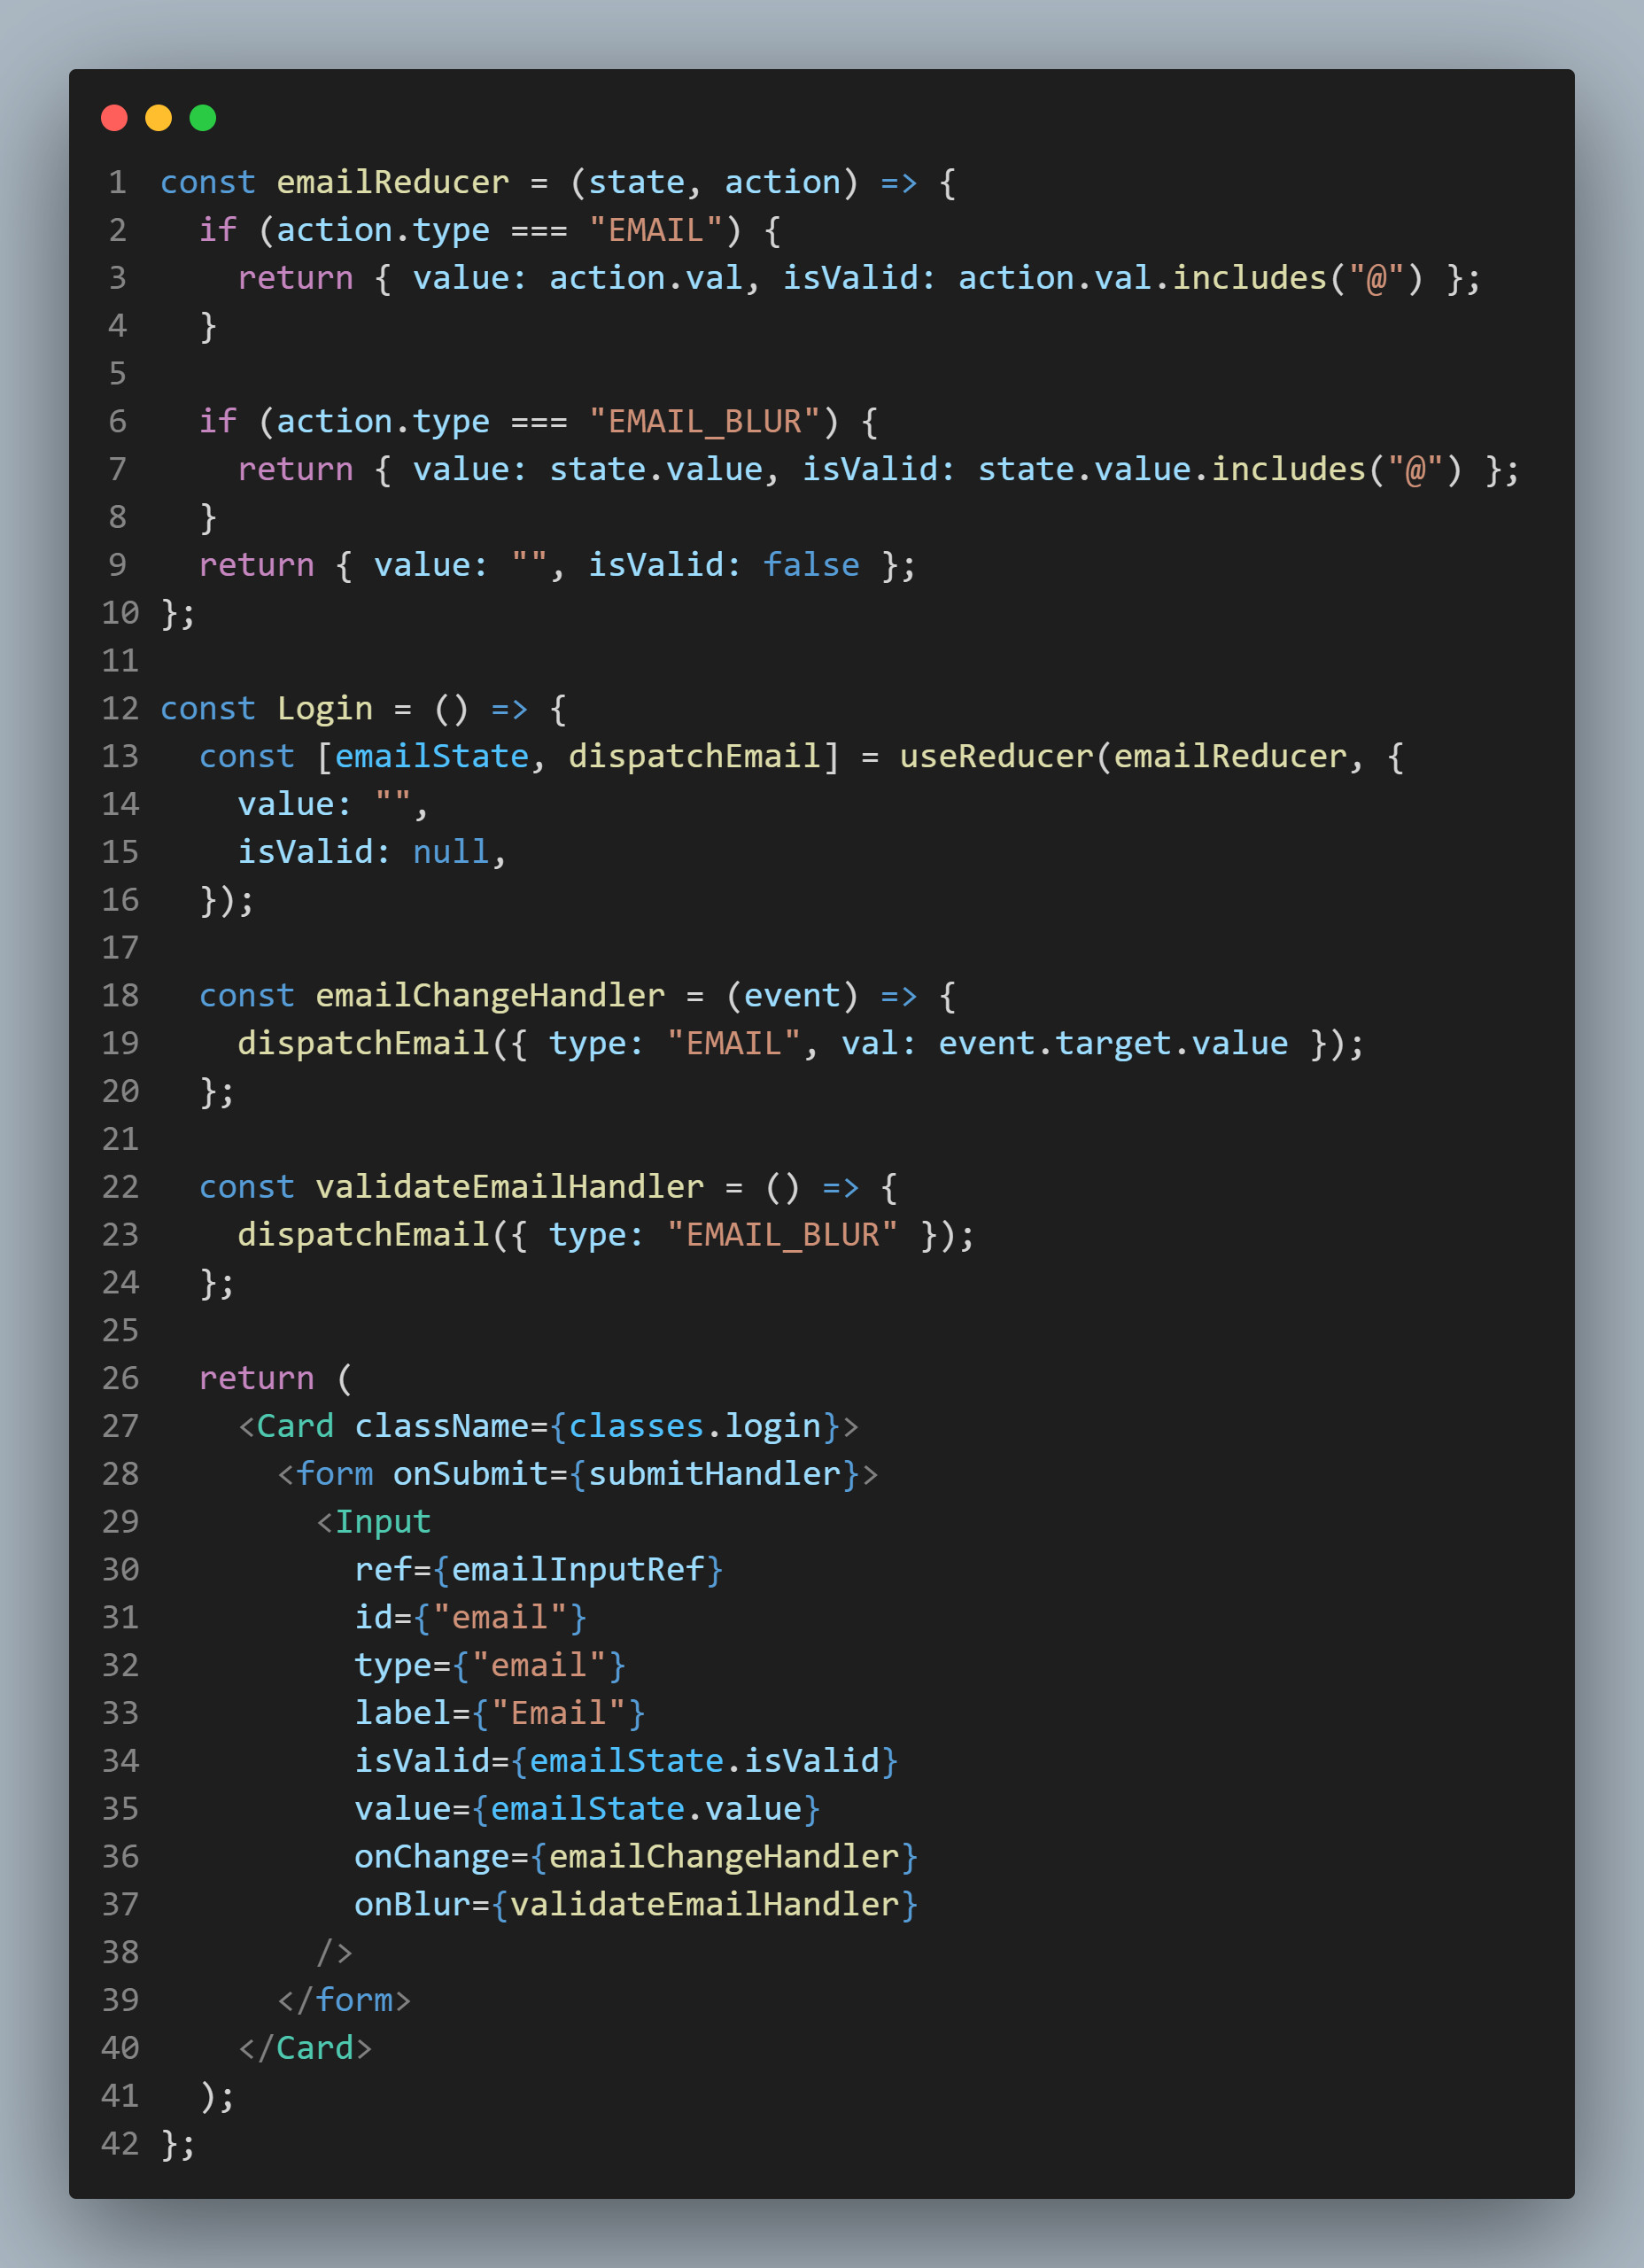 1 const emailReducer = (state, action) => {
2   if (action.type === "EMAIL") {
3     return { value: action.val, isValid: action.val.includes("@") };
4   }
5
6   if (action.type === "EMAIL_BLUR") {
7     return { value: state.value, isValid: state.value.includes("@") };
8   }
9   return { value: "", isValid: false };
10 };
11
12 const Login = () => {
13   const [emailState, dispatchEmail] = useReducer(emailReducer, {
14     value: "",
15     isValid: null,
16   });
17
18   const emailChangeHandler = (event) => {
19     dispatchEmail({ type: "EMAIL", val: event.target.value });
20   };
21
22   const validateEmailHandler = () => {
23     dispatchEmail({ type: "EMAIL_BLUR" });
24   };
25
26   return (
27     <Card className={classes.login}>
28       <form onSubmit={submitHandler}>
29         <Input
30           ref={emailInputRef}
31           id={"email"}
32           type={"email"}
33           label={"Email"}
34           isValid={emailState.isValid}
35           value={emailState.value}
36           onChange={emailChangeHandler}
37           onBlur={validateEmailHandler}
38         />
39       </form>
40     </Card>
41   );
42 };